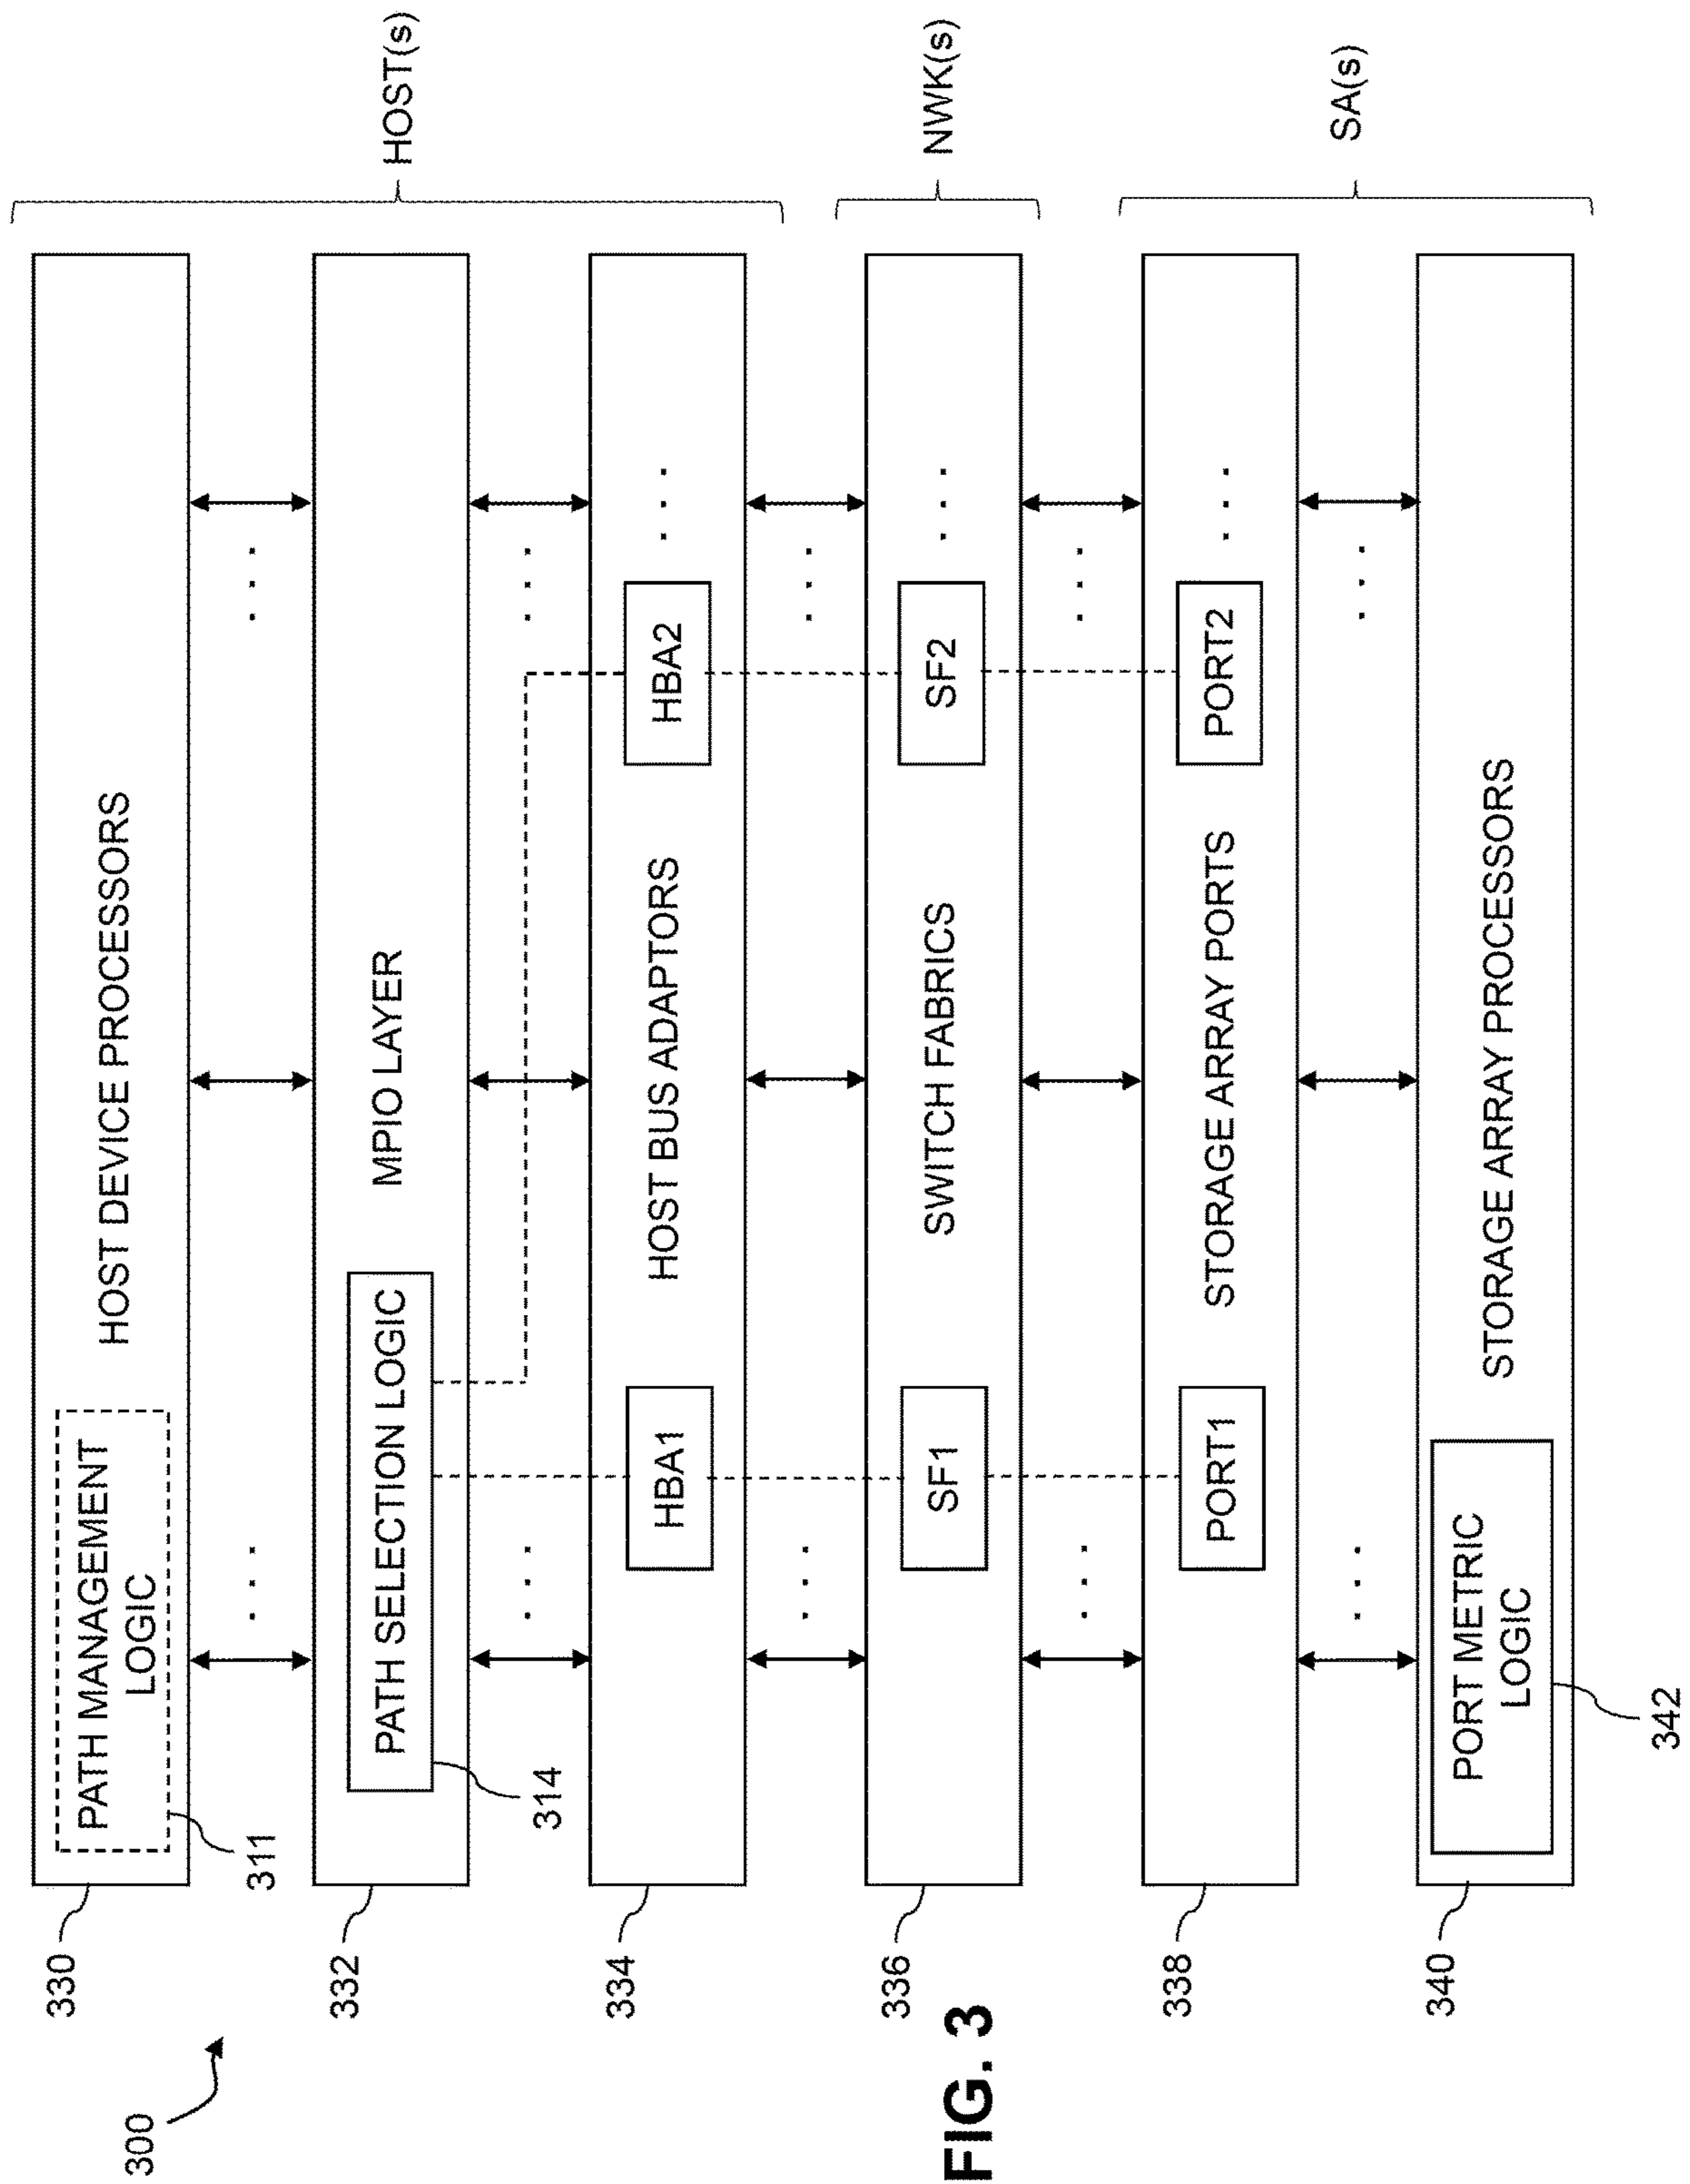 300
330
HOST DEVICE PROCESSORS
PATH MANAGEMENT
LOGIC
311
HOST(s)
332
MPIO LAYER
PATH SELECTION LOGIC
314
334
HBA1
HOST BUS ADAPTORS
HBA2
336
SF1
SWITCH FABRICS
SF2
NWK(s)
338
PORT1
STORAGE ARRAY PORTS
PORT2
SA(s)
340
PORT METRIC
LOGIC
STORAGE ARRAY PROCESSORS
342
FIG. 3